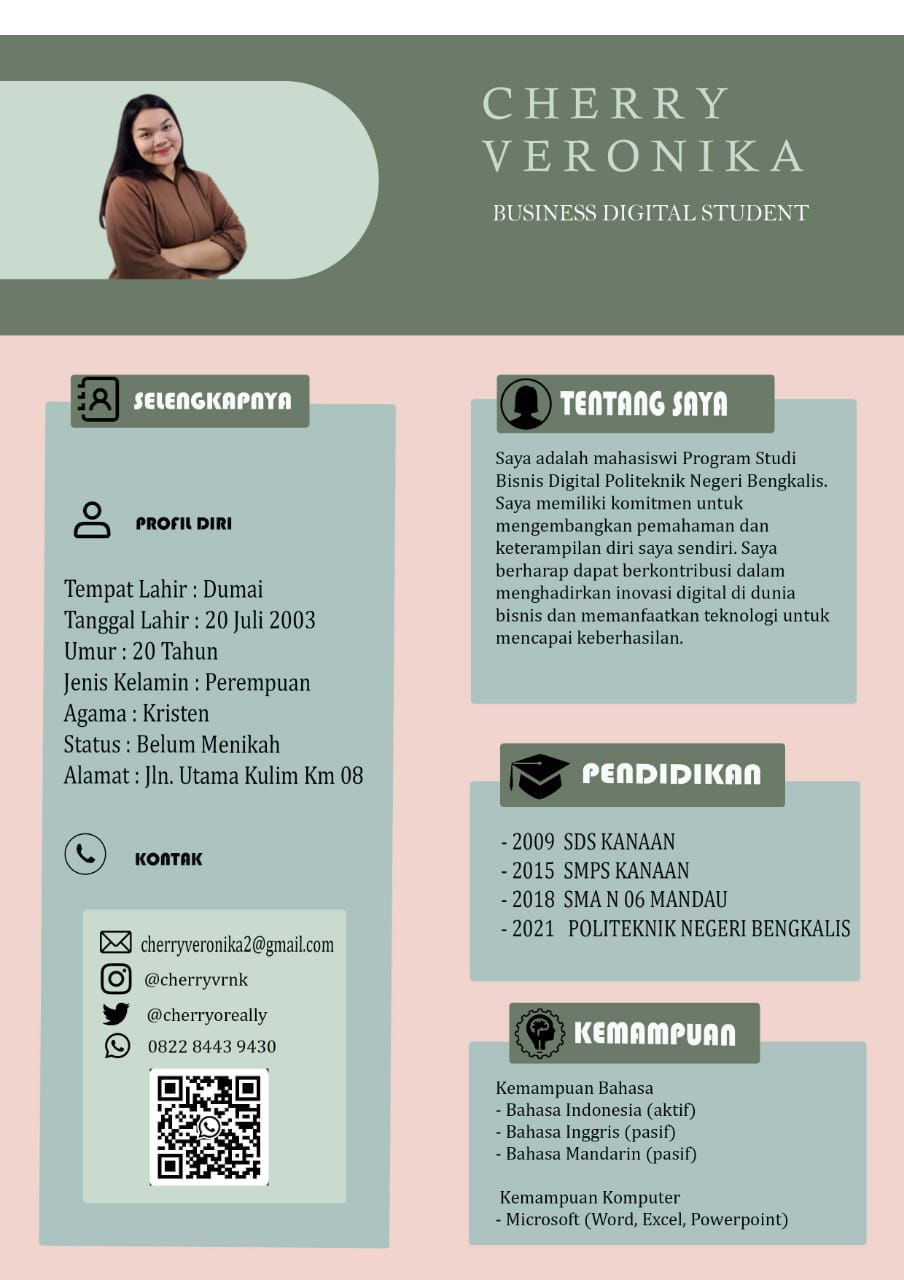 CHERRY
VERONIKA
BUSINESS DIGITAL STUDENT
SELENGKAPNYA
PROFIL DIRI
Tempat Lahir : Dumai
Tanggal Lahir : 20 Juli 2003
Umur : 20 Tahun
Jenis Kelamin : Perempuan
Agama : Kristen
Status : Belum Menikah
Alamat : Jln. Utama Kulim Km 08
KONTAK
cherryveronika2@gmail.com
@cherryvrnk
@cherryoreally
0822 8443 9430
TENTANG SAYA
Saya adalah mahasiswi Program Studi
Bisnis Digital Politeknik Negeri Bengkalis.
Saya memiliki komitmen untuk
mengembangkan pemahaman dan
keterampilan diri saya sendiri. Saya
berharap dapat berkontribusi dalam
menghadirkan inovasi digital di dunia
bisnis dan memanfaatkan teknologi untuk
mencapai keberhasilan.
PENDIDIKAN
- 2009 SDS KANAAN
- 2015 SMPS KANAAN
- 2018 SMA N 06 MANDAU
- 2021 POLITEKNIK NEGERI BENGKALIS
KEMAMPUAN
Kemampuan Bahasa
- Bahasa Indonesia (aktif)
- Bahasa Inggris (pasif)
- Bahasa Mandarin (pasif)
Kemampuan Komputer
- Microsoft (Word, Excel, Powerpoint)